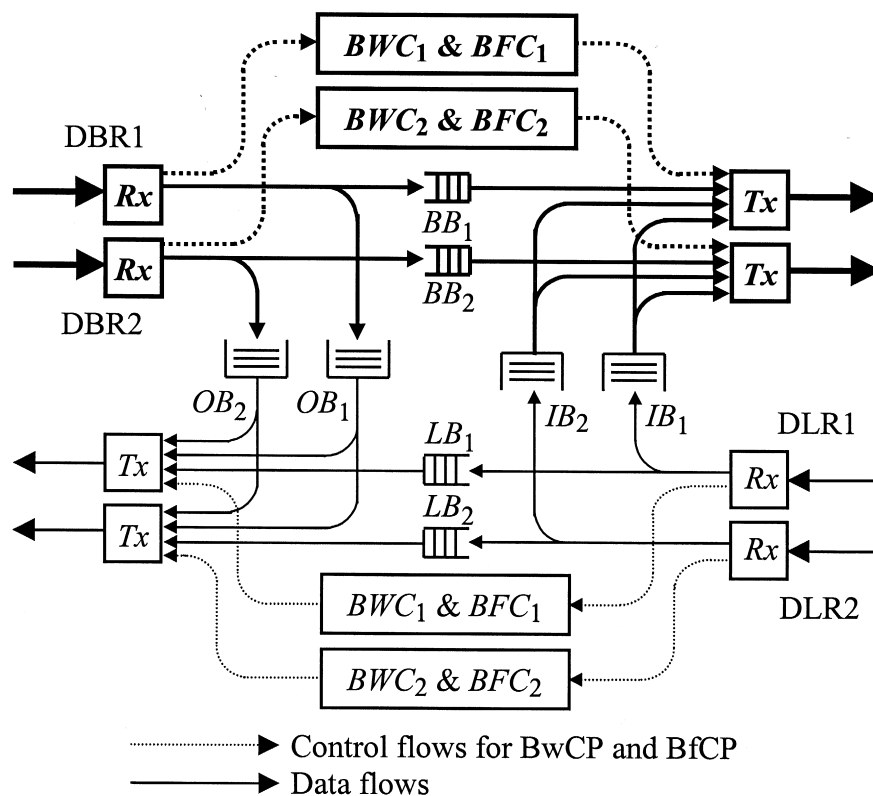 BWC1 & BFC1
BWC2 & BFC2
DBR1
Rx
Tx
BB1
Rx
Tx
BB2
DBR2
OB2
OB1
IB2
IB1
LB1
DLR1
Tx
Rx
LB2
Tx
Rx
BWC1 & BFC1
DLR2
BWC2 & BFC2
Control flows for BwCP and BfCP
Data flows